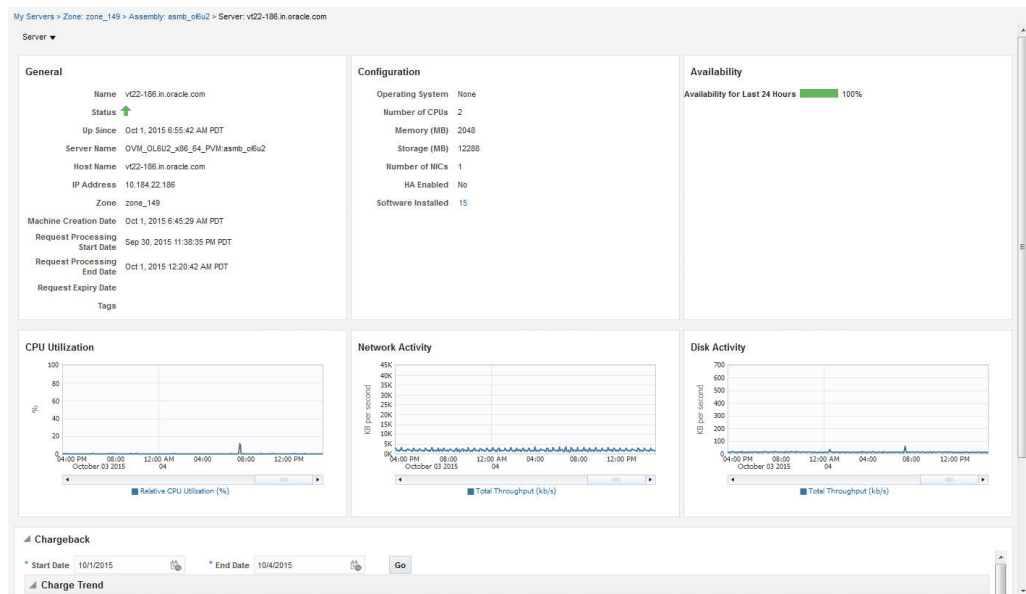 My Servers > Zone: zone_149 > Assembly: asmb_ol6u2 > Server: vt22-186.in.oracle.com
Server
General
Name vt22-186.in.oracle.com
Status
Up Since Oct 1, 2015 6:55:42 AM PDT
Server Name OVM_OL6U2_x86_64_PVM:asmb_ol6u2
Host Name vt22-186.in.oracle.com
IP Address 10.184.22.186
Zone zone_149
Machine Creation Date Oct 1, 2015 6:45:29 AM PDT
Request Processing
Start Date Sep 30, 2015 11:38:35 PM PDT
Request Processing
End Date Oct 1, 2015 12:20:42 AM PDT
Request Expiry Date
Tags
Configuration
Operating System None
Number of CPUs 2
Memory (MB) 2048
Storage (MB) 12288
Number of NICs 1
HA Enabled No
Software Installed 15
Availability
Availability for Last 24 Hours 100%
CPU Utilization
100
80
60
40
20
0
%
04:00 PM 08:00 12:00 AM 04:00 08:00 12:00 PM
October 03 2015 04
Relative CPU Utilization (%)
Network Activity
45K
40K
35K
30K
25K
20K
15K
10K
5K
0K
KB per second
04:00 PM 08:00 12:00 AM 04:00 08:00 12:00 PM
October 03 2015 04
Total Throughput (kb/s)
Disk Activity
700
600
500
400
300
200
100
0
KB per second
04:00 PM 08:00 12:00 AM 04:00 08:00 12:00 PM
October 03 2015 04
Total Throughput (kb/s)
Chargeback
* Start Date 10/1/2015 * End Date 10/4/2015 Go
Charge Trend